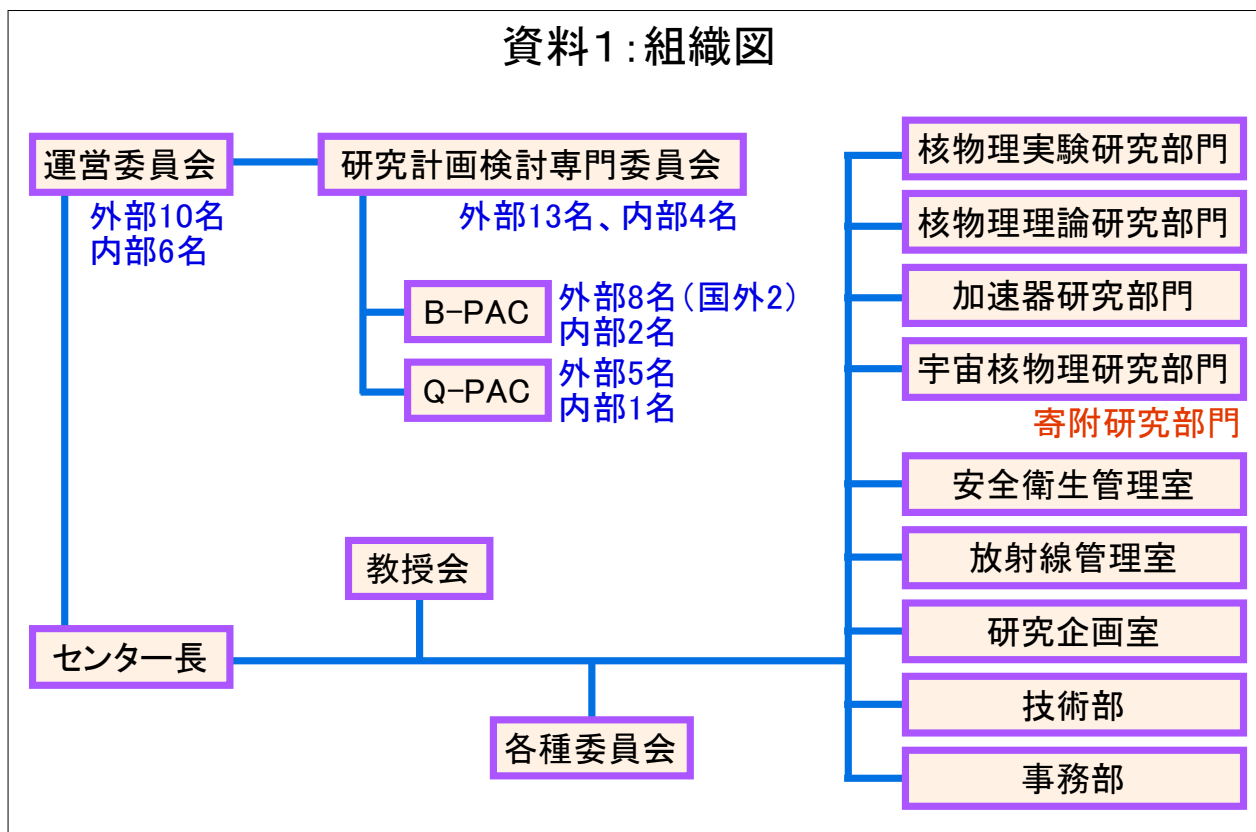 資料1:組織図
運営委員会
外部10名
内部6名
研究計画検討専門委員会
外部13名、内部4名
B-PAC
外部8名(国外2)
内部2名
Q-PAC
外部5名
内部1名
教授会
センター長
各種委員会
核物理実験研究部門
核物理理論研究部門
加速器研究部門
宇宙核物理研究部門
寄附研究部門
安全衛生管理室
放射線管理室
研究企画室
技術部
事務部